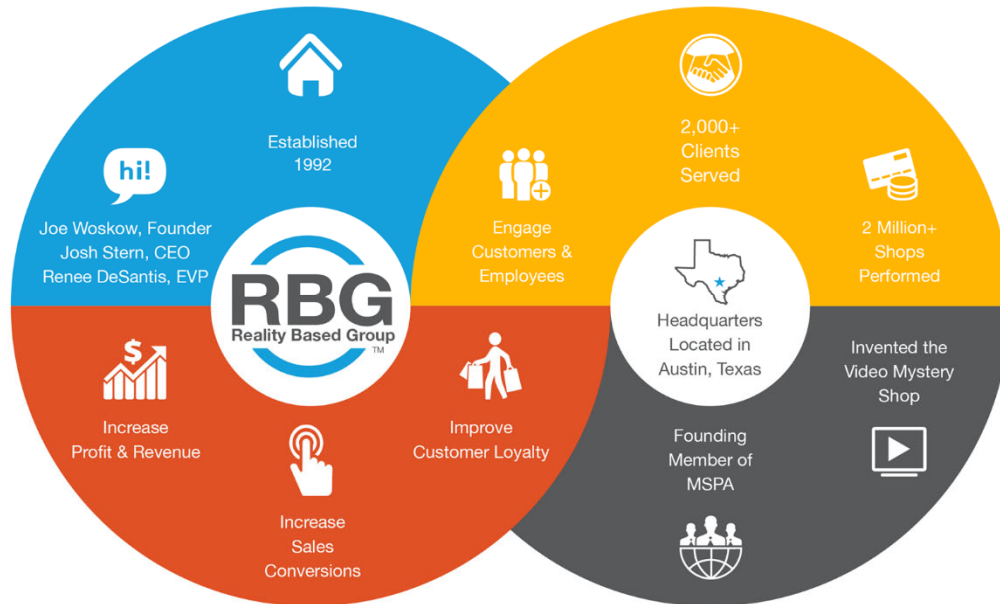 Established
1992
hi!
Joe Woskow, Founder
Josh Stern, CEO
Renee DeSantis, EVP
RBG
Reality Based Group
TM
$
Increase
Profit & Revenue
Increase
Sales
Conversions
Improve
Customer Loyalty
Engage
Customers &
Employees
2,000+
Clients
Served
2 Million+
Shops
Performed
Headquarters
Located in
Austin, Texas
Invented the
Video Mystery
Shop
Founding
Member of
MSPA